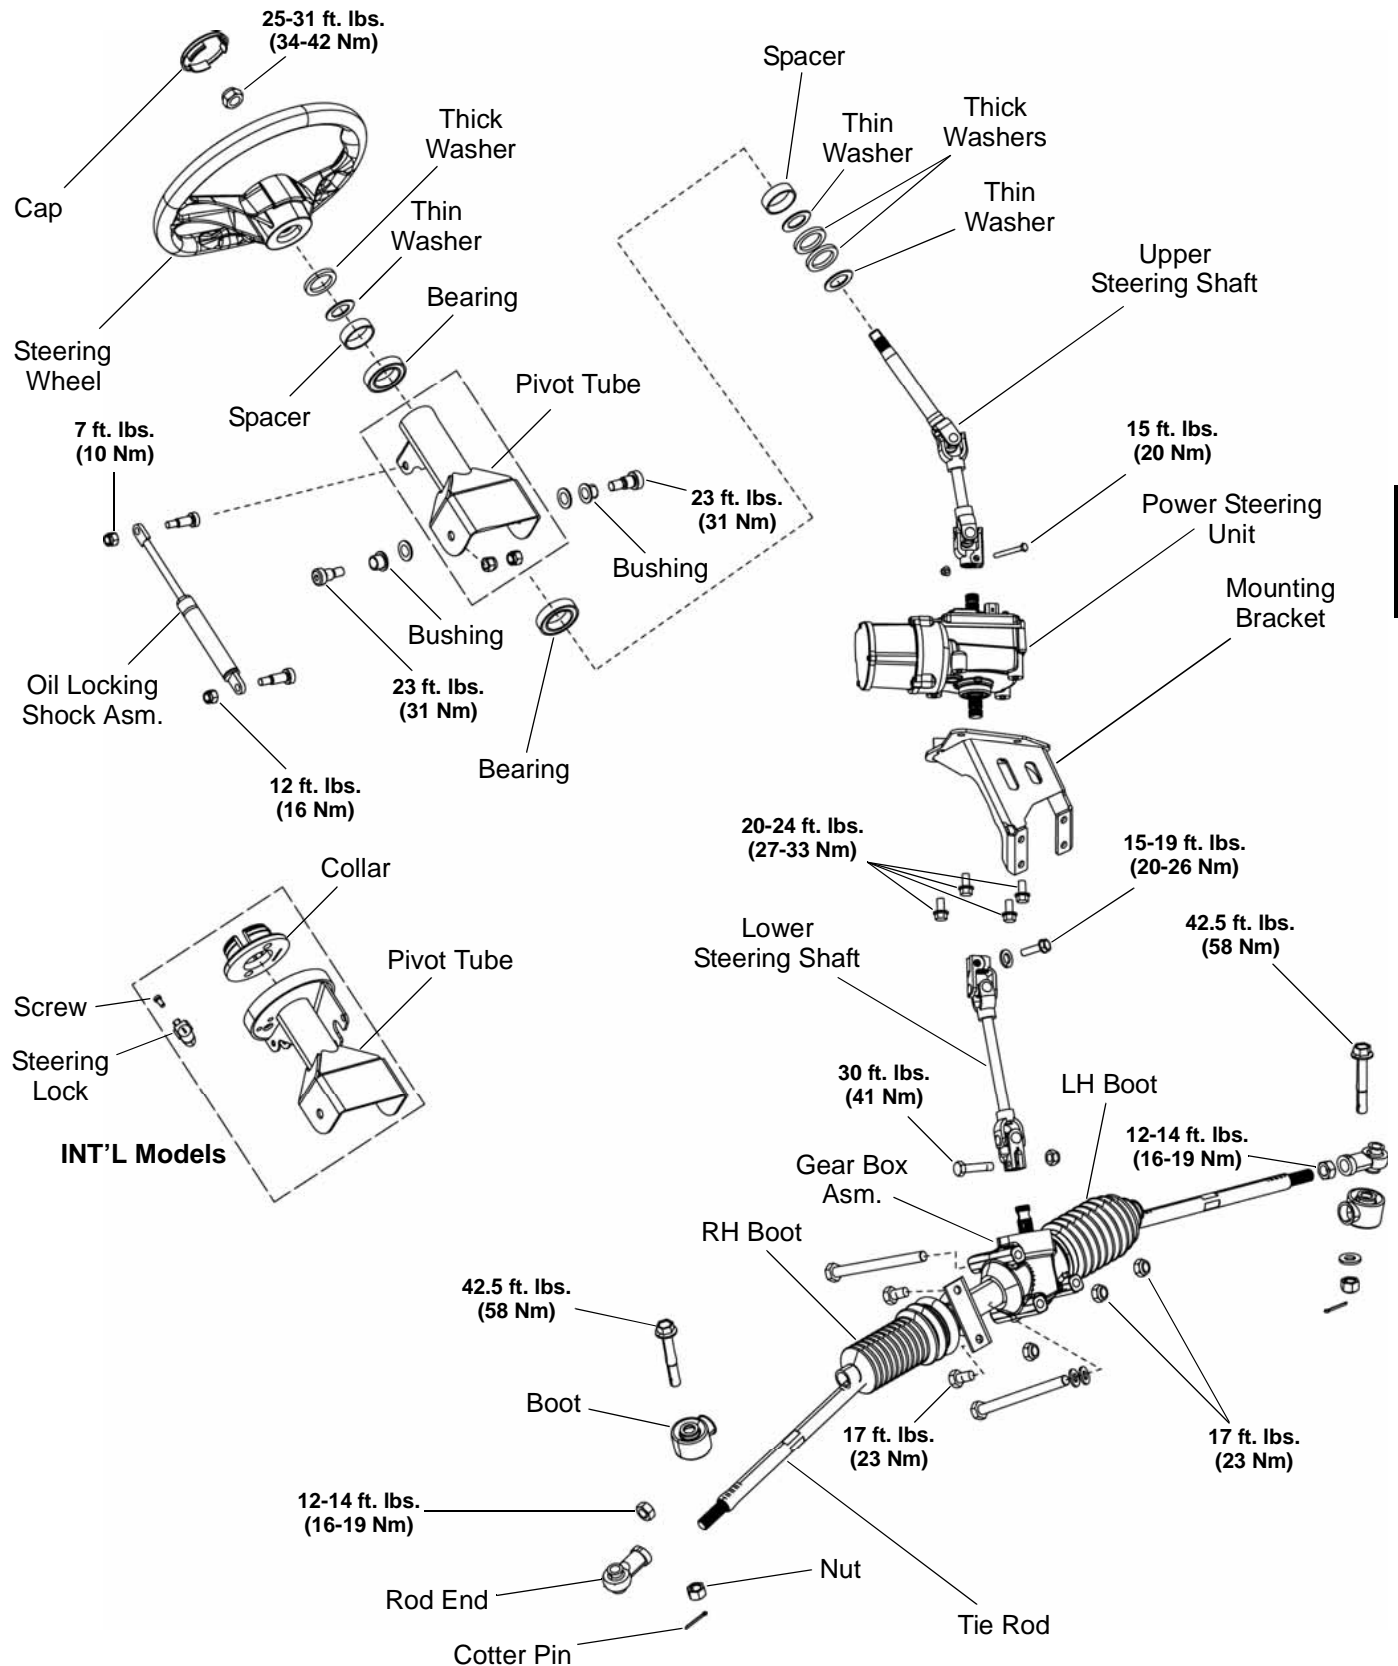 25-31 ft. lbs.
(34-42 Nm)
Spacer
Thick
Washer
Thin
Washer
Thick
Washers
Cap
Thin
Washer
Thin
Washer
Upper
Steering Shaft
Bearing
Steering
Wheel
Pivot Tube
Spacer
7 ft. lbs.
(10 Nm)
15 ft. lbs.
(20 Nm)
23 ft. lbs.
(31 Nm)
Power Steering
Unit
Bushing
Mounting
Bracket
Bushing
Oil Locking
Shock Asm.
23 ft. lbs.
(31 Nm)
Bearing
12 ft. lbs.
(16 Nm)
20-24 ft. lbs.
(27-33 Nm)
15-19 ft. lbs.
(20-26 Nm)
Collar
42.5 ft. lbs.
(58 Nm)
Lower
Steering Shaft
Pivot Tube
Screw
Steering
Lock
30 ft. lbs.
(41 Nm)
LH Boot
INT'L Models
12-14 ft. lbs.
(16-19 Nm)
Gear Box
Asm.
RH Boot
42.5 ft. lbs.
(58 Nm)
Boot
17 ft. lbs.
(23 Nm)
17 ft. lbs.
(23 Nm)
12-14 ft. lbs.
(16-19 Nm)
Nut
Rod End
Tie Rod
Cotter Pin